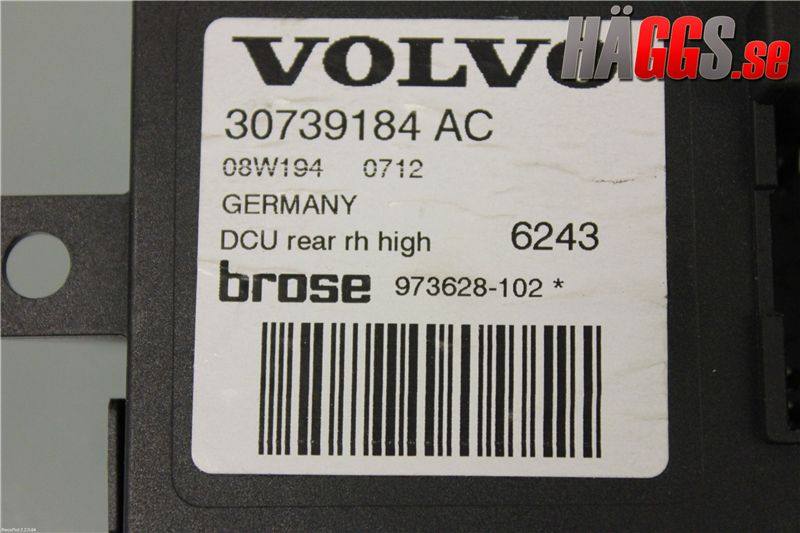 VOLVO
HÄGGS.se
30739184 AC
08W194 0712
GERMANY
DCU rear rh high 6243
brose 973628-102 *